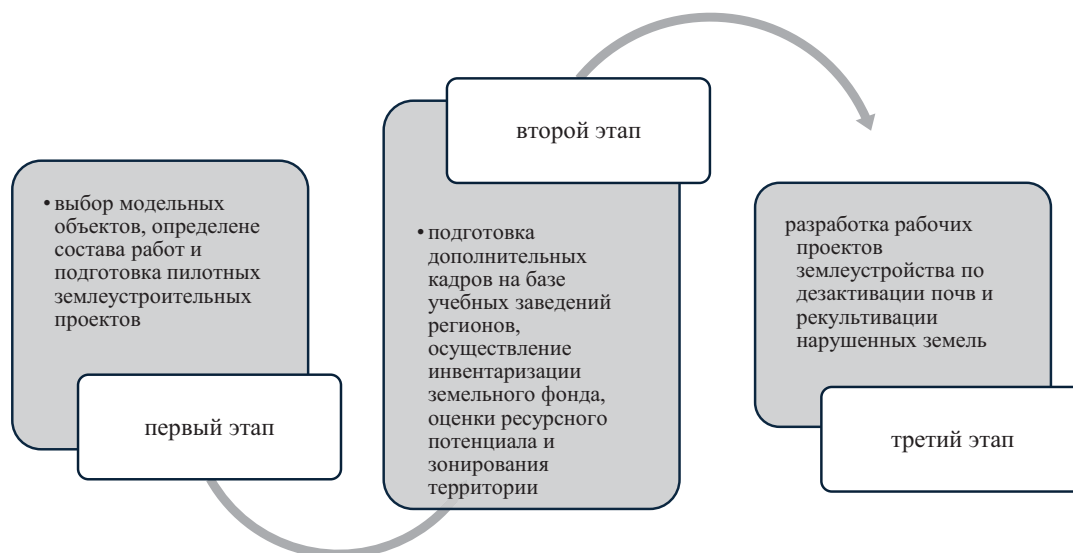 • выбор модельных
объектов, определене
состава работ и
подготовка пилотных
землеустроительных
проектов
первый этап
второй этап
• подготовка
дополнительных
кадров на базе
учебных заведений
регионов,
осуществление
инвентаризации
земельного фонда,
оценки ресурсного
потенциала и
зонирования
территории
разработка рабочих
проектов
землеустройства по
дезактивации почв и
рекультивации
нарушенных земель
третий этап